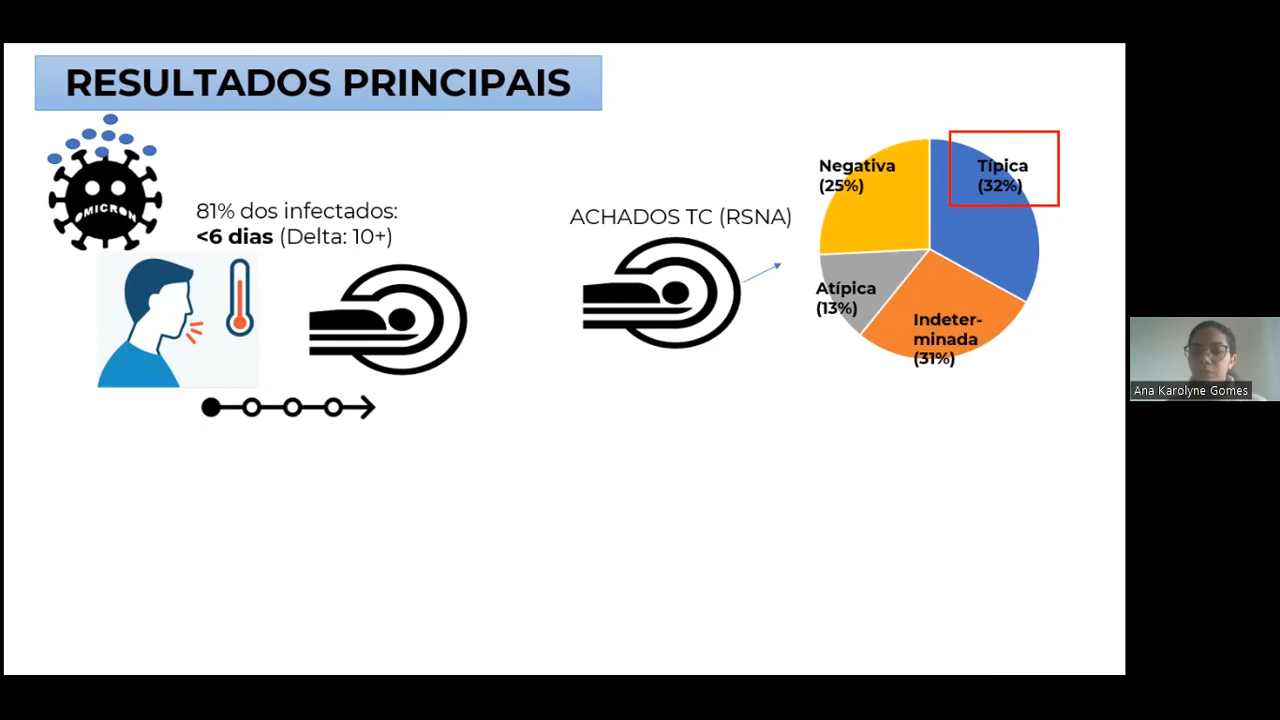 RESULTADOS PRINCIPAIS
OMICRON
81% dos infectados:
<6 dias (Delta: 10+)
ACHADOS TC (RSNA)
Negativa
(25%)
Típica
(32%)
Atípica
(13%)
Indeter-
minada
(31%)
Ana Karolyne Gomes